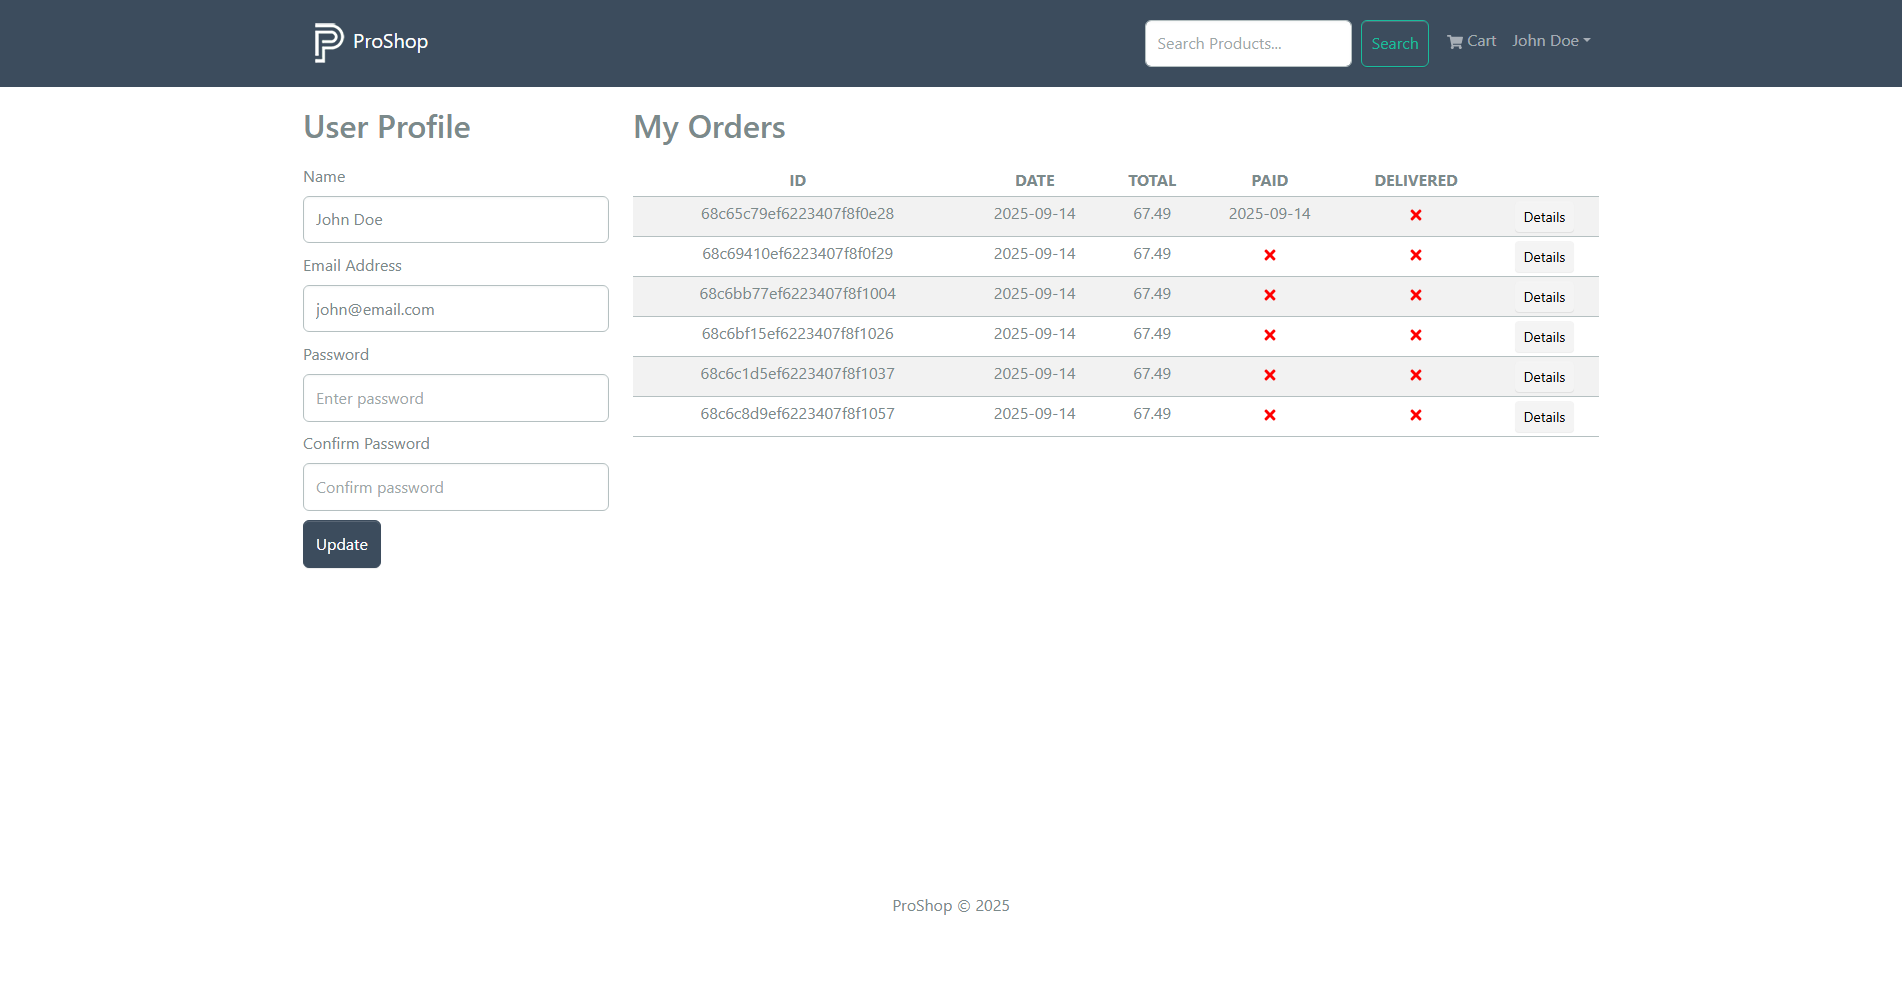 ProShop
Search Products...
Search
Cart
John Doe
User Profile
Name
John Doe
Email Address
john@email.com
Password
Enter password
Confirm Password
Confirm password
Update
My Orders
ID DATE TOTAL PAID DELIVERED
68c65c79ef6223407f8f0e28 2025-09-14 67.49 2025-09-14 Details
68c69410ef6223407f8f0f29 2025-09-14 67.49 Details
68c6bb77ef6223407f8f1004 2025-09-14 67.49 Details
68c6bf15ef6223407f8f1026 2025-09-14 67.49 Details
68c6c1d5ef6223407f8f1037 2025-09-14 67.49 Details
68c6c8d9ef6223407f8f1057 2025-09-14 67.49 Details
ProShop © 2025